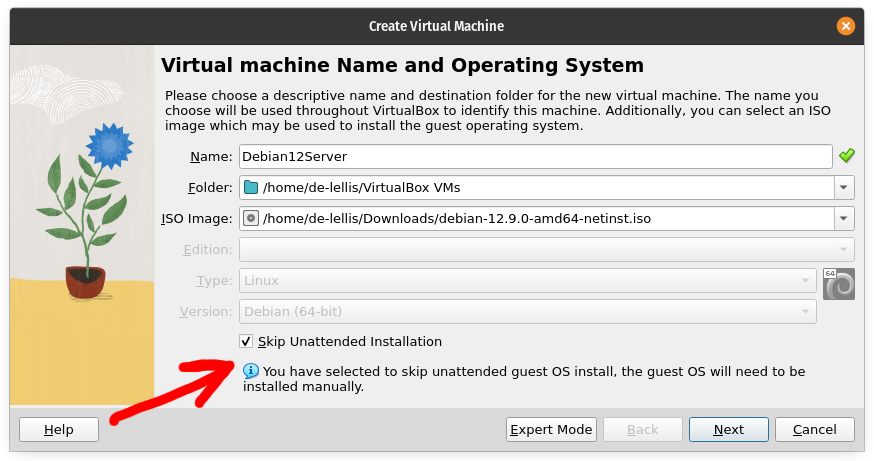 Create Virtual Machine
Virtual machine Name and Operating System
Please choose a descriptive name and destination folder for the new virtual machine. The name you
choose will be used throughout VirtualBox to identify this machine. Additionally, you can select an ISO
image which may be used to install the guest operating system.
Name: Debian12Server
Folder: /home/de-lellis/VirtualBox VMs
ISO Image: /home/de-lellis/Downloads/debian-12.9.0-amd64-netinst.iso
Edition:
Type: Linux
64
Version: Debian (64-bit)
Skip Unattended Installation
You have selected to skip unattended guest OS install, the guest OS will need to be
installed manually.
Help Expert Mode Back Next Cancel